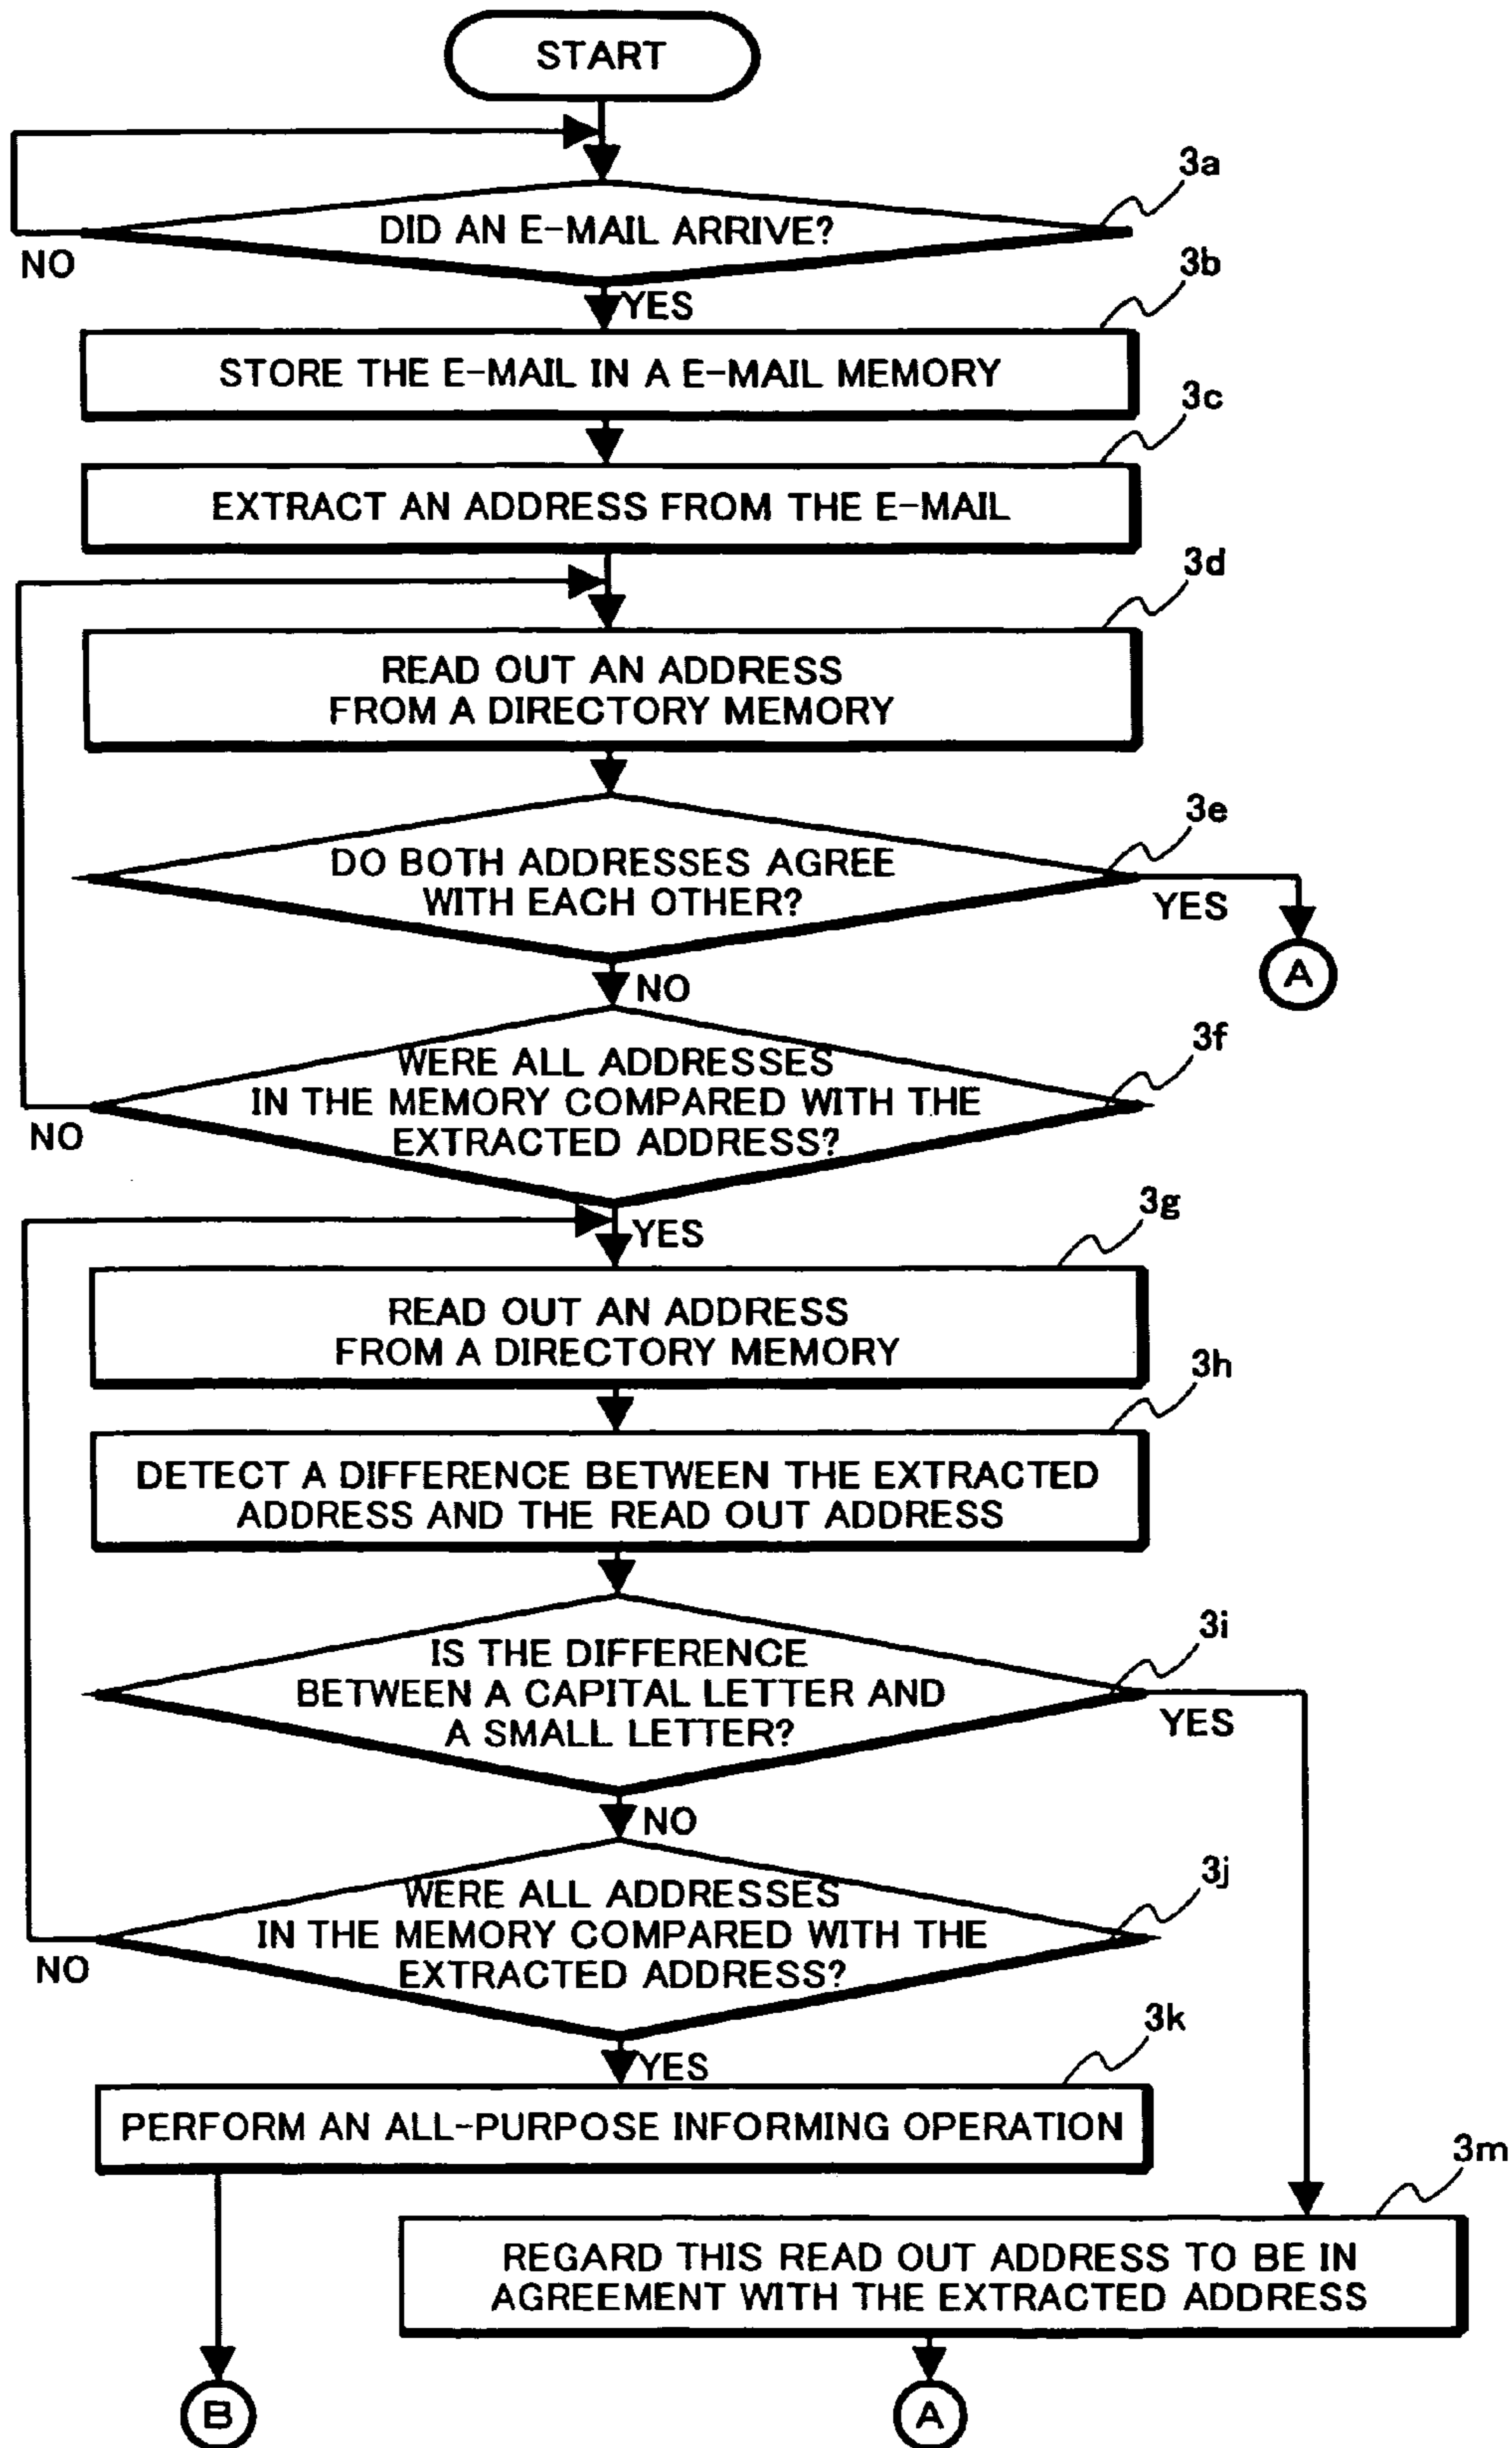 START
3a
DID AN E-MAIL ARRIVE?
NO
YES
3b
STORE THE E-MAIL IN A E-MAIL MEMORY
3c
EXTRACT AN ADDRESS FROM THE E-MAIL
3d
READ OUT AN ADDRESS
FROM A DIRECTORY MEMORY
3e
DO BOTH ADDRESSES AGREE
WITH EACH OTHER?
YES
A
NO
3f
WERE ALL ADDRESSES
IN THE MEMORY COMPARED WITH THE
EXTRACTED ADDRESS?
NO
YES
3g
READ OUT AN ADDRESS
FROM A DIRECTORY MEMORY
3h
DETECT A DIFFERENCE BETWEEN THE EXTRACTED
ADDRESS AND THE READ OUT ADDRESS
3i
IS THE DIFFERENCE
BETWEEN A CAPITAL LETTER AND
A SMALL LETTER?
YES
NO
3j
WERE ALL ADDRESSES
IN THE MEMORY COMPARED WITH THE
EXTRACTED ADDRESS?
NO
YES
3k
PERFORM AN ALL-PURPOSE INFORMING OPERATION
3m
REGARD THIS READ OUT ADDRESS TO BE IN
AGREEMENT WITH THE EXTRACTED ADDRESS
B
A